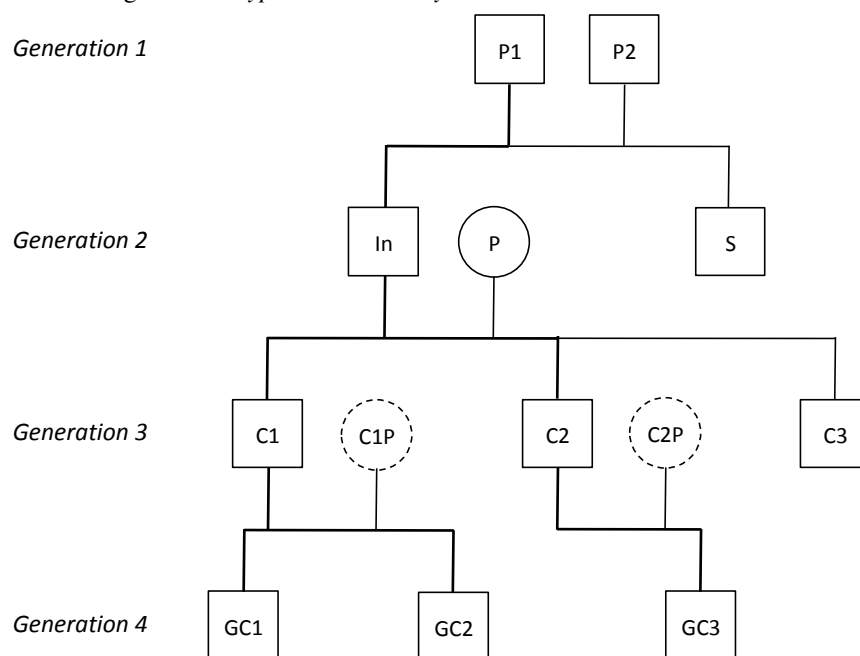 Generation 1
P1
P2
Generation 2
In
P
S
Generation 3
C1
C1P
C2
C2P
C3
Generation 4
GC1
GC2
GC3